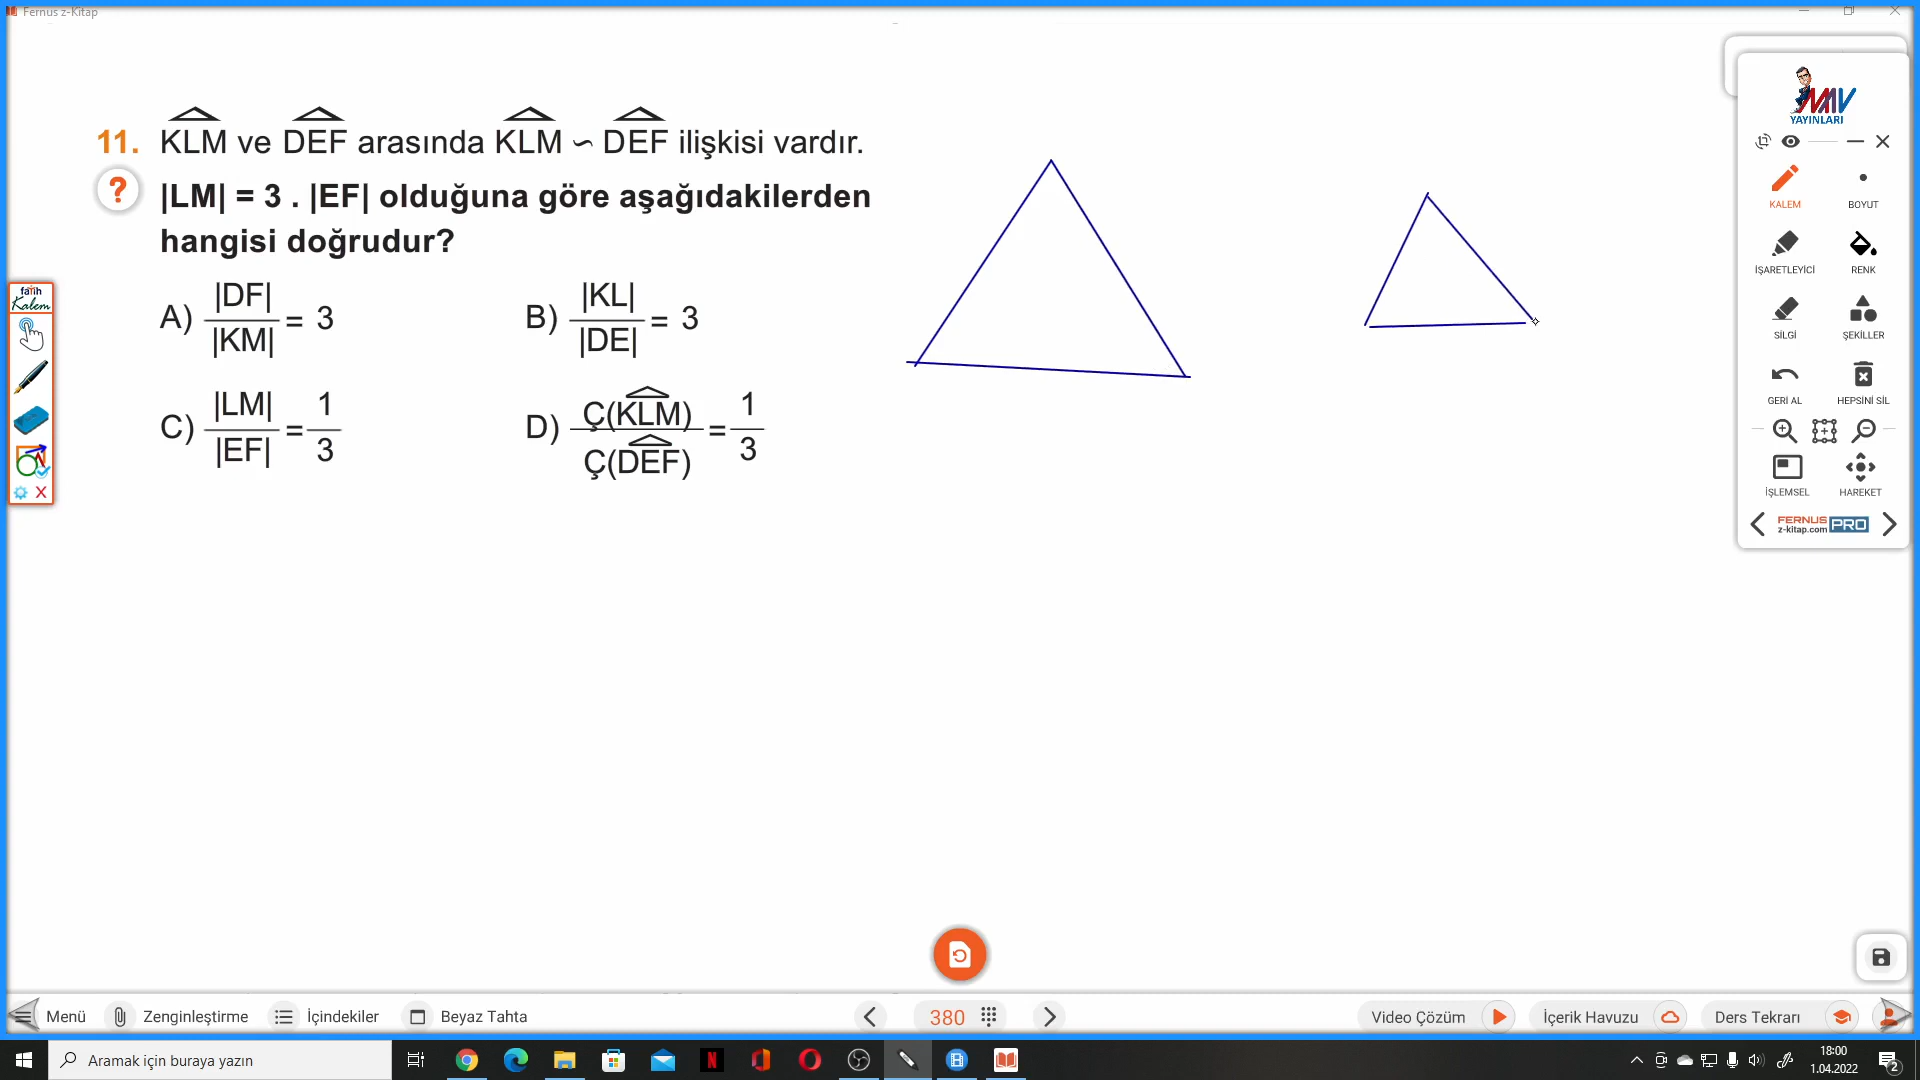 Fernus z-Kitap
11. KLM ve DEF arasında KLM ∽ DEF ilişkisi vardır.
?
|LM| = 3 . |EF| olduğuna göre aşağıdakilerden
hangisi doğrudur?
A) |DF| / |KM| = 3
B) |KL| / |DE| = 3
C) |LM| / |EF| = 1/3
D) Ç(KLM) / Ç(DEF) = 1/3
fatih
Kalem
X
MAV
YAYINLARI
KALEM
BOYUT
İŞARETLEYİCİ
RENK
SİLGİ
ŞEKİLLER
GERİ AL
HEPSİNİ SİL
İŞLEMSEL
HAREKET
FERNUS PRO
z-kitap.com
Menü
Zenginleştirme
İçindekiler
Beyaz Tahta
380
Video Çözüm
İçerik Havuzu
Ders Tekrarı
Aramak için buraya yazın
N
18:00
1.04.2022
2